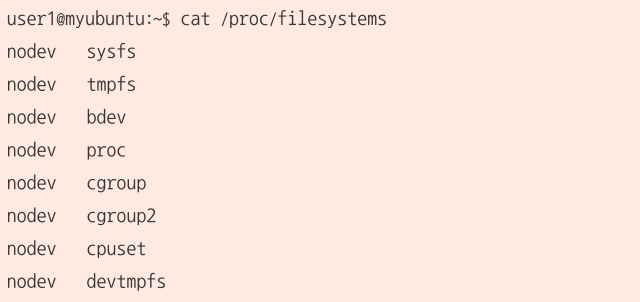 user1@myubuntu:~$ cat /proc/filesystems
nodev   sysfs
nodev   tmpfs
nodev   bdev
nodev   proc
nodev   cgroup
nodev   cgroup2
nodev   cpuset
nodev   devtmpfs